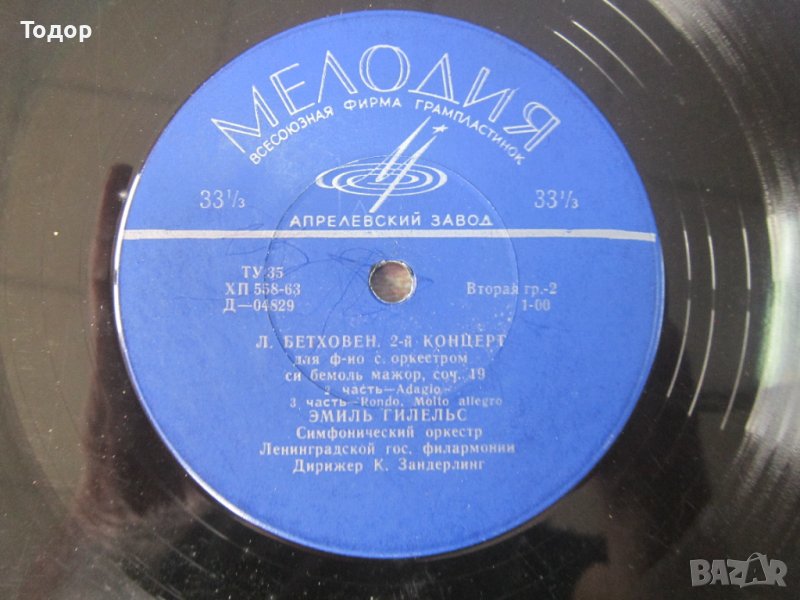 Тодор
МЕЛОДИЯ
ВСЕСОЮЗНАЯ ФИРМА ГРАМПЛАСТИНОК
33⅓ 33⅓
АПРЕЛЕВСКИЙ ЗАВОД
ТУ 35
ХП 558-63 Вторая гр.-2
Д—04829 1-00
Л. БЕТХОВЕН. 2-й КОНЦЕРТ
для ф-но с оркестром
си бемоль мажор, соч. 19
2 часть—Adagio
3 часть—Rondo. Molto allegro
ЭМИЛЬ ГИЛЕЛЬС
Симфонический оркестр
Ленинградской гос. филармонии
Дирижер К. Зандерлинг
BAZAR